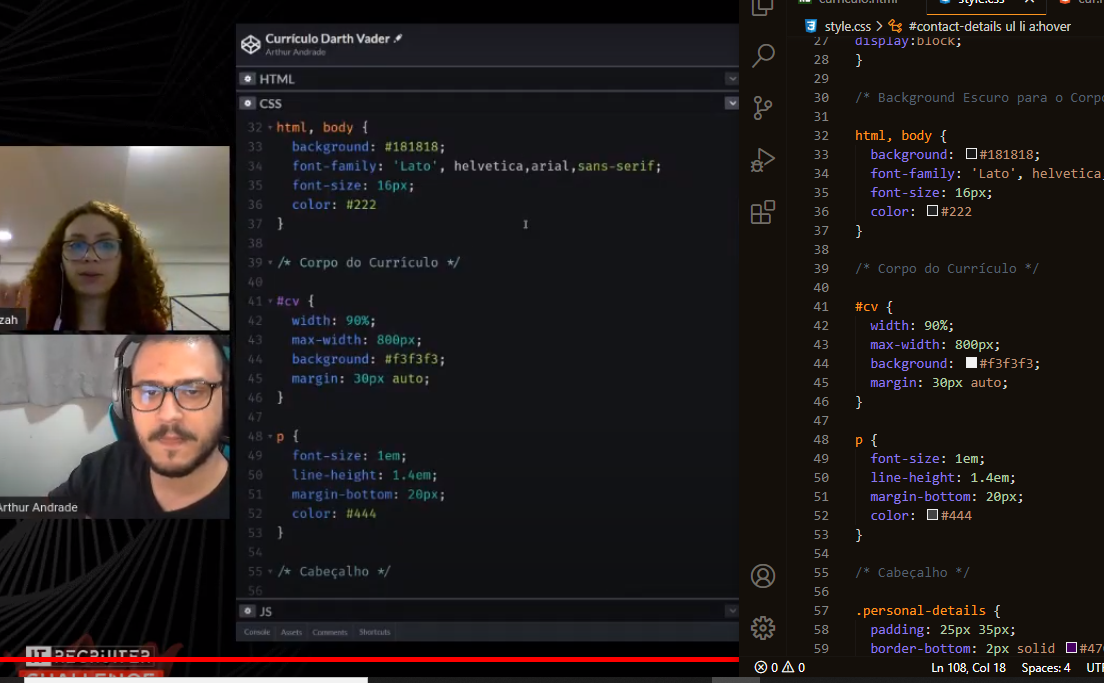 Currículo Darth Vader
Arthur Andrade
HTML
CSS
32 html, body {
33 background: #181818;
34 font-family: 'Lato', helvetica,arial,sans-serif;
35 font-size: 16px;
36 color: #222
37 }
38
39 /* Corpo do Currículo */
40
41 #cv {
42 width: 90%;
43 max-width: 800px;
44 background: #f3f3f3;
45 margin: 30px auto;
46 }
47
48 p {
49 font-size: 1em;
50 line-height: 1.4em;
51 margin-bottom: 20px;
52 color: #444
53 }
54
55 /* Cabeçalho */
56
JS
Console Assets Comments Shortcuts
zah
Arthur Andrade
IT RECRUITER
CHALLENGE
style.css
style.css > #contact-details ul li a:hover
27 display:block;
28 }
29
30 /* Background Escuro para o Corpo
31
32 html, body {
33 background: #181818;
34 font-family: 'Lato', helvetica,
35 font-size: 16px;
36 color: #222
37 }
38
39 /* Corpo do Currículo */
40
41 #cv {
42 width: 90%;
43 max-width: 800px;
44 background: #f3f3f3;
45 margin: 30px auto;
46 }
47
48 p {
49 font-size: 1em;
50 line-height: 1.4em;
51 margin-bottom: 20px;
52 color: #444
53 }
54
55 /* Cabeçalho */
56
57 .personal-details {
58 padding: 25px 35px;
59 border-bottom: 2px solid #47
0 0 Ln 108, Col 18 Spaces: 4 UT